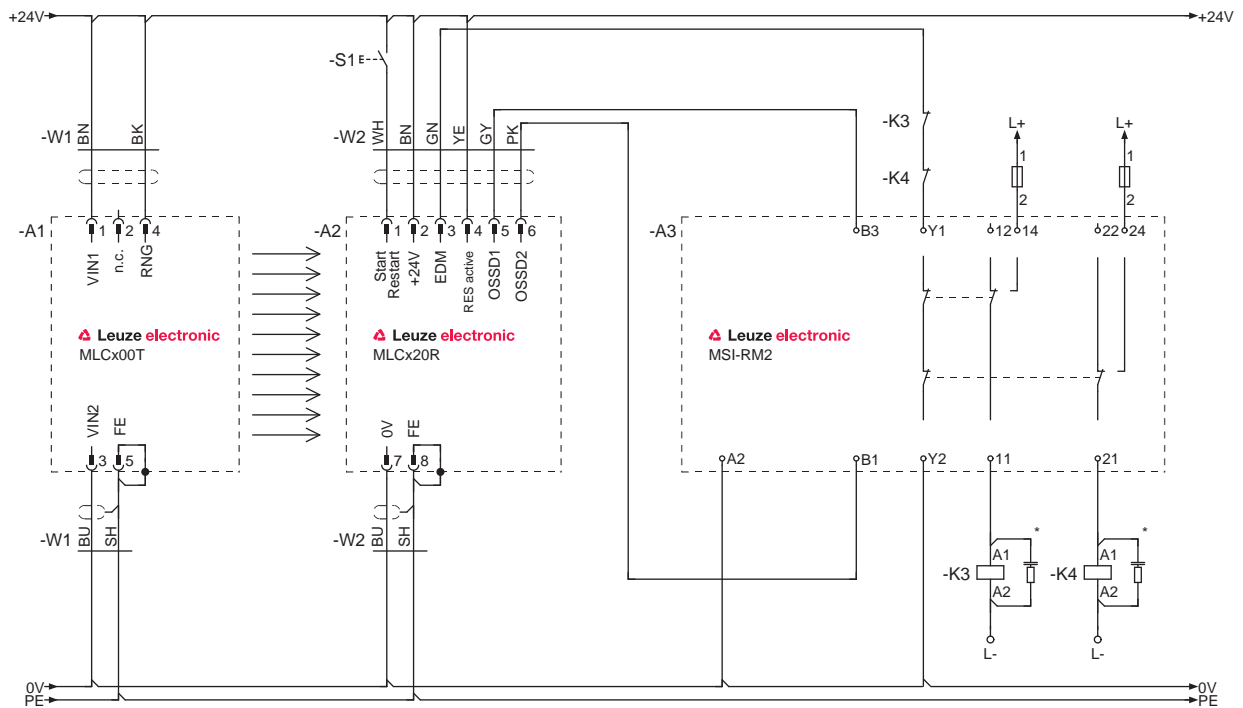 +24V
+24V
-S1
-W1
BN
BK
-W2
WH
BN
GN
YE
GY
PK
-K3
-K4
L+
1
2
L+
1
2
-A1
1
2
4
VIN1
n.c.
RNG
-A2
1
2
3
4
5
6
Start
Restart
+24V
EDM
RES active
OSSD1
OSSD2
-A3
B3
Y1
12
14
22
24
Leuze electronic
MLCx00T
Leuze electronic
MLCx20R
Leuze electronic
MSI-RM2
VIN2
FE
3
5
0V
FE
7
8
A2
B1
Y2
11
21
-W1
BU
SH
-W2
BU
SH
-K3
A1
A2
*
-K4
A1
A2
*
L-
L-
0V
0V
PE
PE